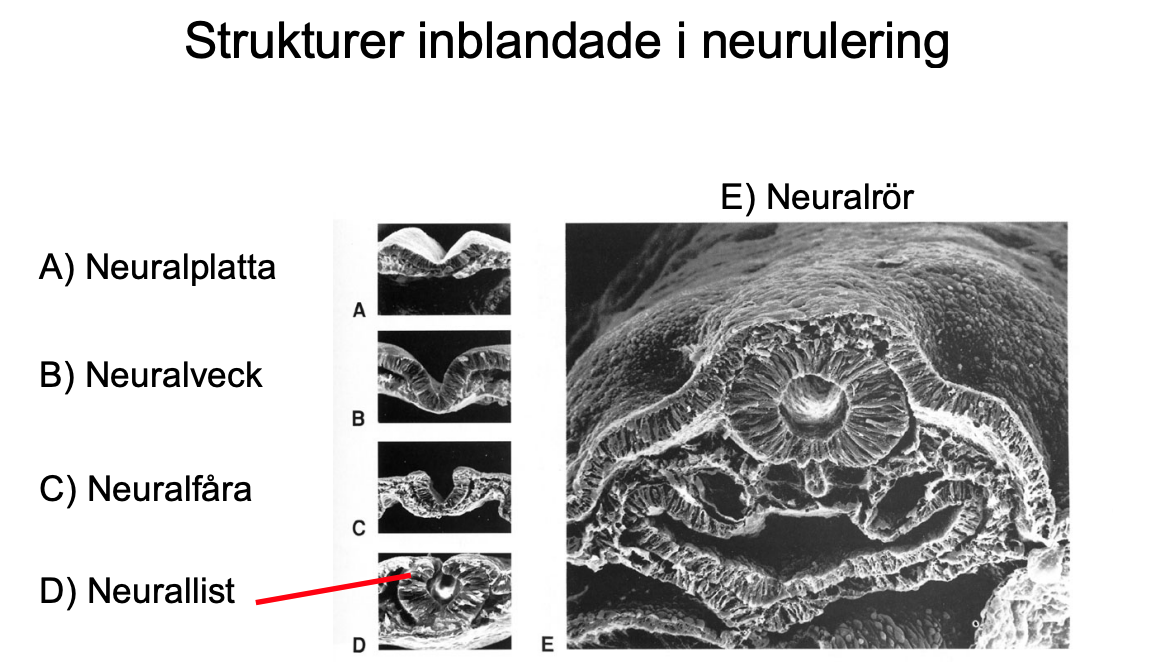 Strukturer inblandade i neurulering
E) Neuralrör
A) Neuralplatta
A
B) Neuralveck
B
C) Neuralfåra
C
D) Neurallist
D
E